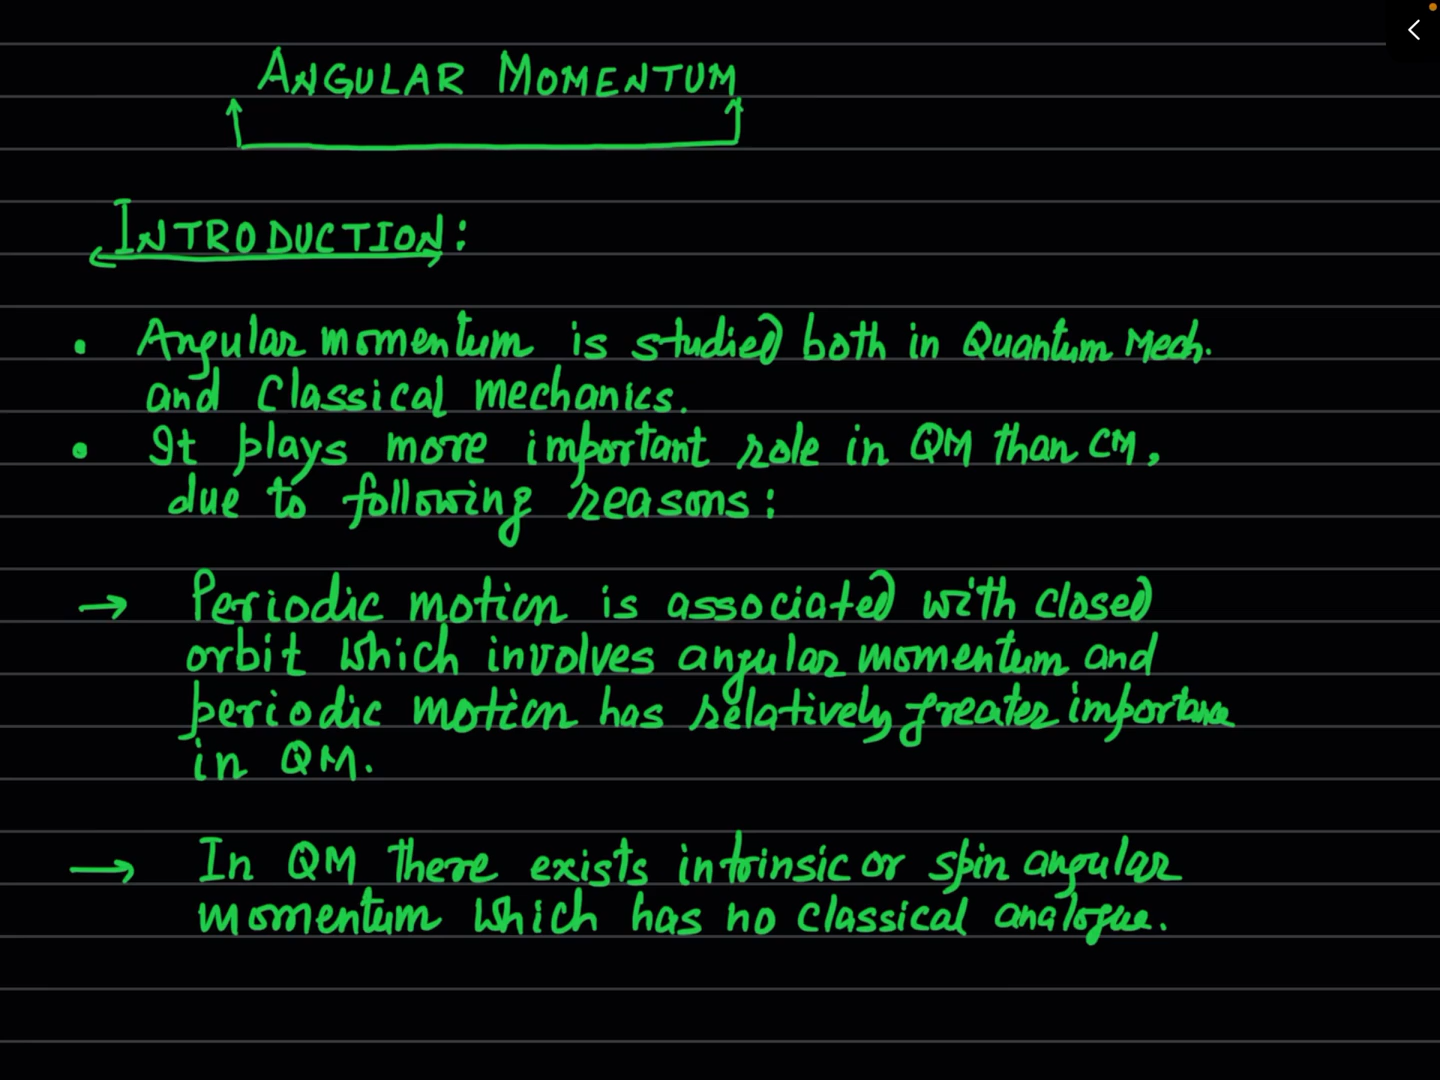 ANGULAR MOMENTUM
INTRODUCTION:
• Angular momentum is studied both in Quantum Mech.
and Classical mechanics.
• It plays more important role in QM than CM,
due to following reasons:
→ Periodic motion is associated with closed
orbit which involves angular momentum and
periodic motion has relatively greater importance
in QM.
→ In QM there exists intrinsic or spin angular
momentum which has no classical analogue.